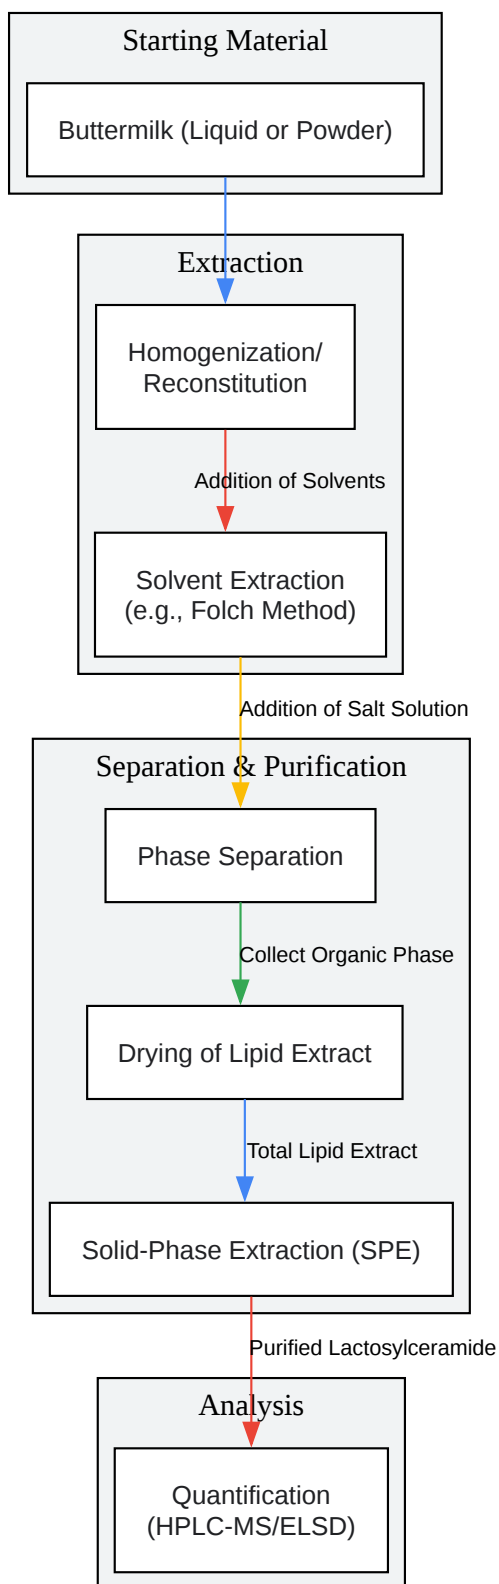 Starting Material
Buttermilk (Liquid or Powder)
Extraction
Homogenization/
Reconstitution
Addition of Solvents
Solvent Extraction
(e.g., Folch Method)
Addition of Salt Solution
Separation & Purification
Phase Separation
Collect Organic Phase
Drying of Lipid Extract
Total Lipid Extract
Solid-Phase Extraction (SPE)
Purified Lactosylceramide
Analysis
Quantification
(HPLC-MS/ELSD)